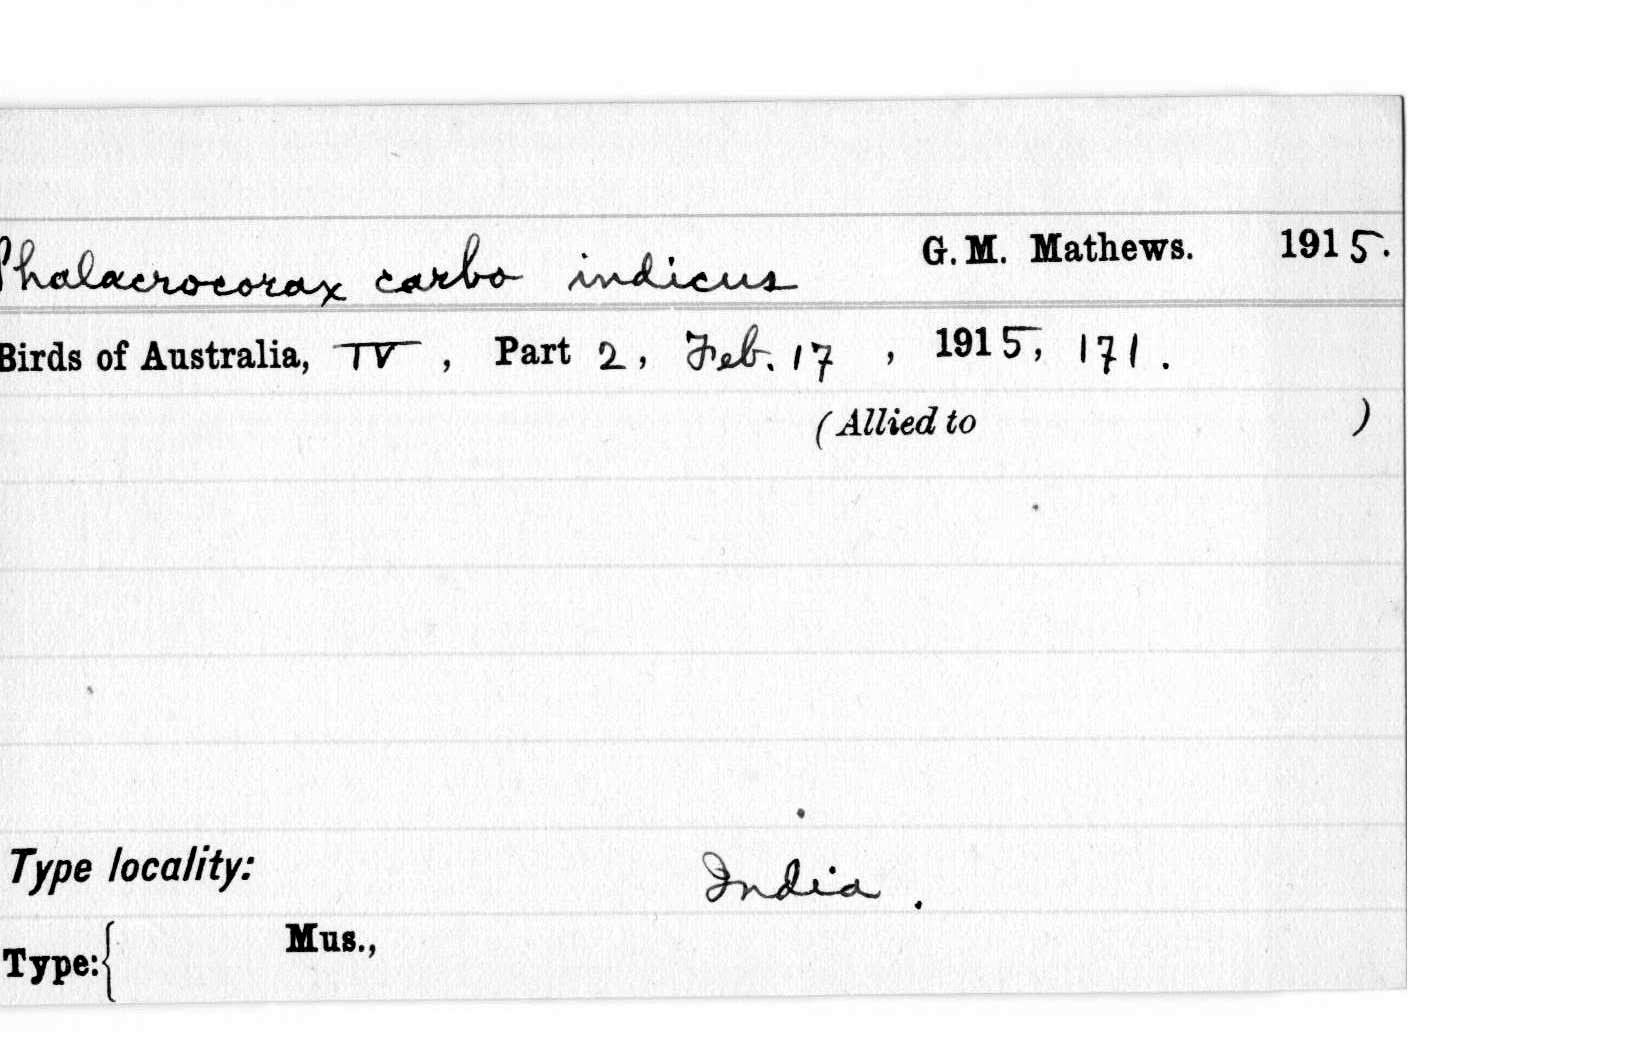 Phalacrocorax carbo indicus G. M. Mathews. 1915.
Birds of Australia, IV, Part 2, Feb. 17, 1915, 171.
(Allied to )
Type locality: India.
Type: { Mus.,